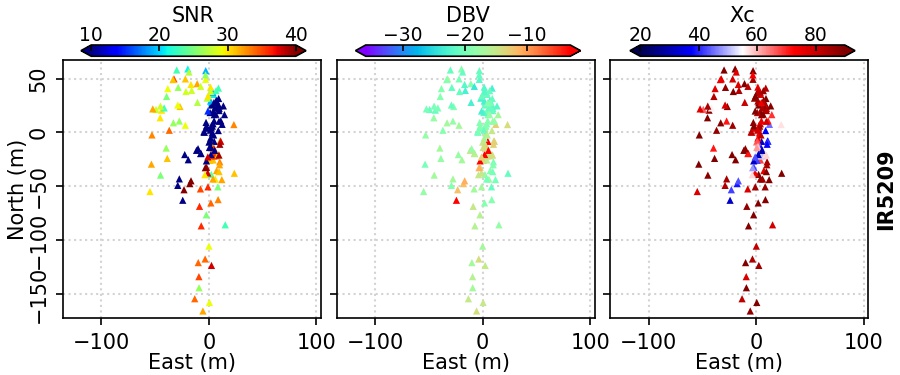 SNR DBV Xc
10 20 30 40 −30 −20 −10 20 40 60 80
50
0
−50
−100
−150
North (m)
−100 0 100 −100 0 100 −100 0 100
East (m) East (m) East (m)
IR5209